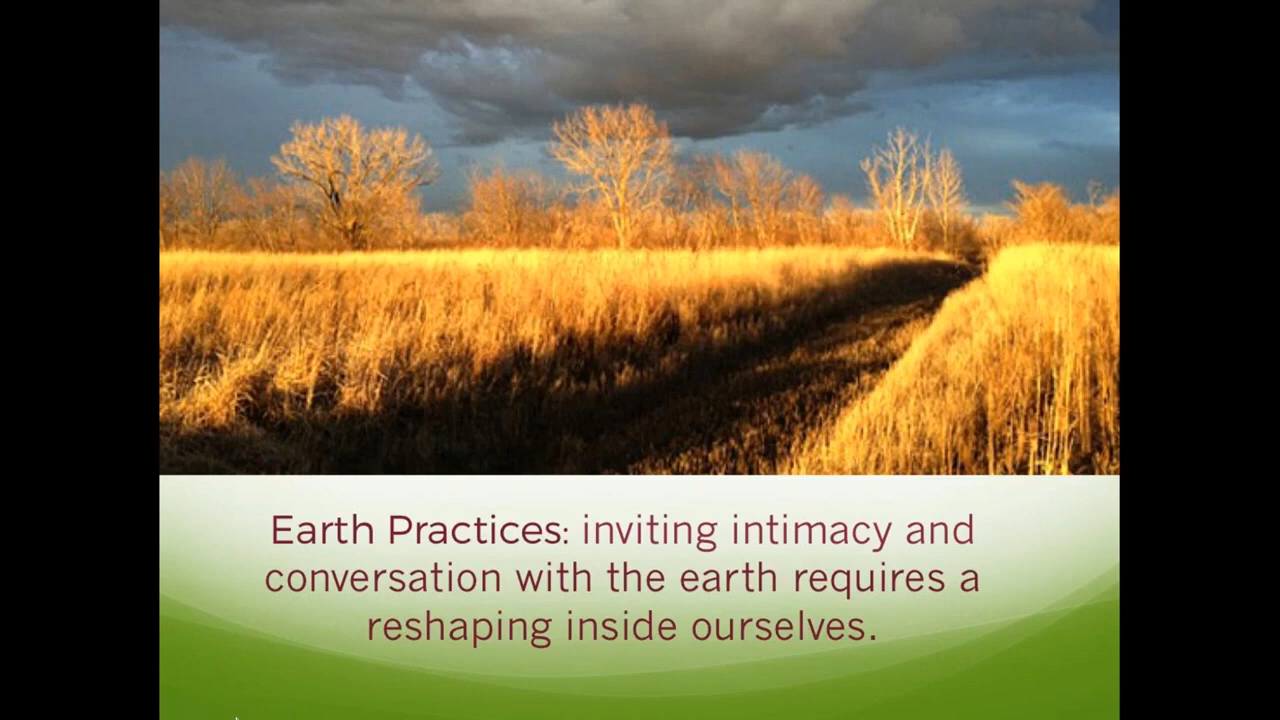 Earth Practices: inviting intimacy and
conversation with the earth requires a
reshaping inside ourselves.